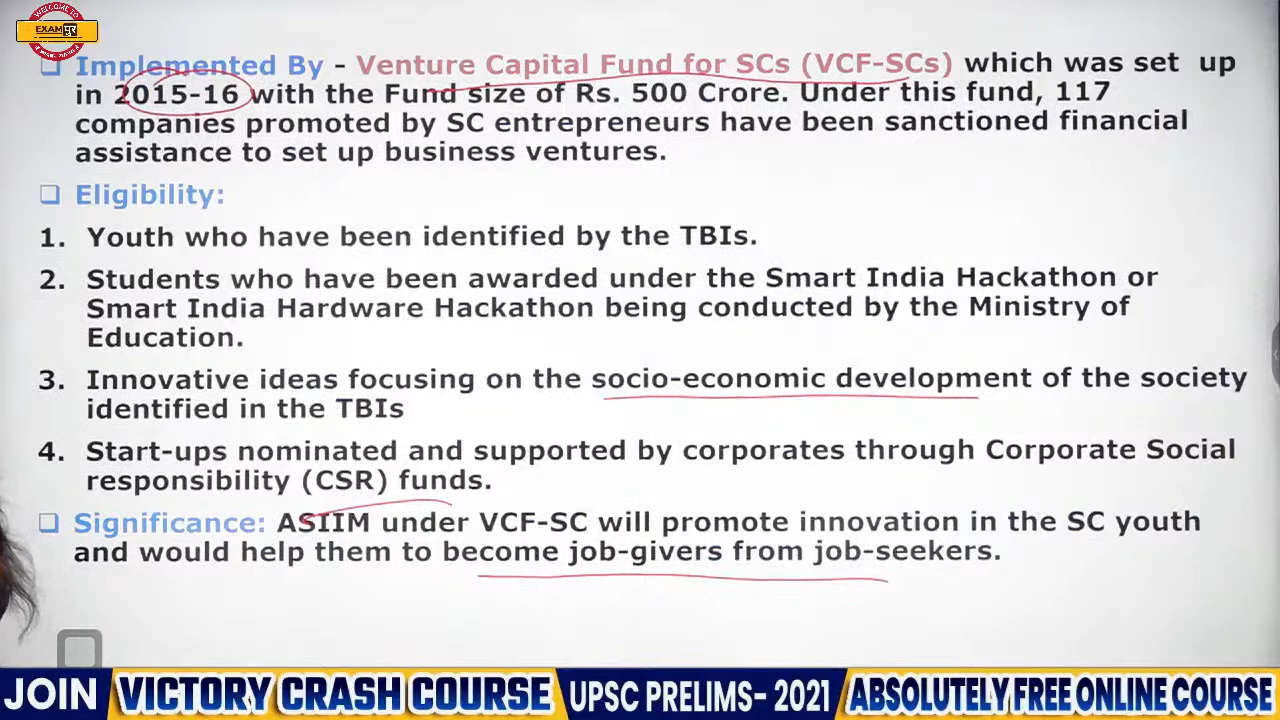 WELCOME TO
EXAMपुर
❑ Implemented By - Venture Capital Fund for SCs (VCF-SCs) which was set up
in 2015-16 with the Fund size of Rs. 500 Crore. Under this fund, 117
companies promoted by SC entrepreneurs have been sanctioned financial
assistance to set up business ventures.
❑ Eligibility:
1. Youth who have been identified by the TBIs.
2. Students who have been awarded under the Smart India Hackathon or
Smart India Hardware Hackathon being conducted by the Ministry of
Education.
3. Innovative ideas focusing on the socio-economic development of the society
identified in the TBIs
4. Start-ups nominated and supported by corporates through Corporate Social
responsibility (CSR) funds.
❑ Significance: ASIIM under VCF-SC will promote innovation in the SC youth
and would help them to become job-givers from job-seekers.
JOIN VICTORY CRASH COURSE UPSC PRELIMS- 2021 ABSOLUTELY FREE ONLINE COURSE